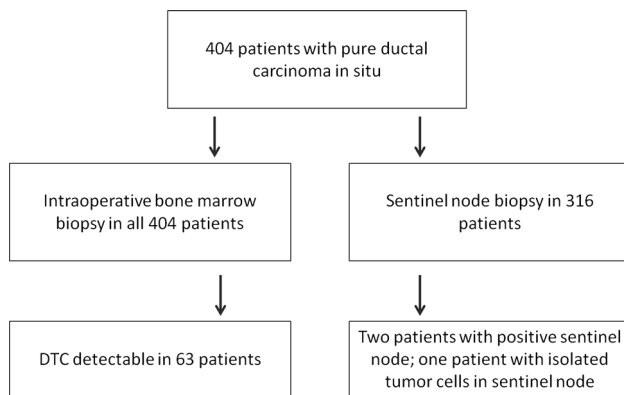 404 patients with pure ductal
carcinoma in situ
Intraoperative bone marrow
biopsy in all 404 patients
Sentinel node biopsy in 316
patients
DTC detectable in 63 patients
Two patients with positive sentinel
node; one patient with isolated
tumor cells in sentinel node